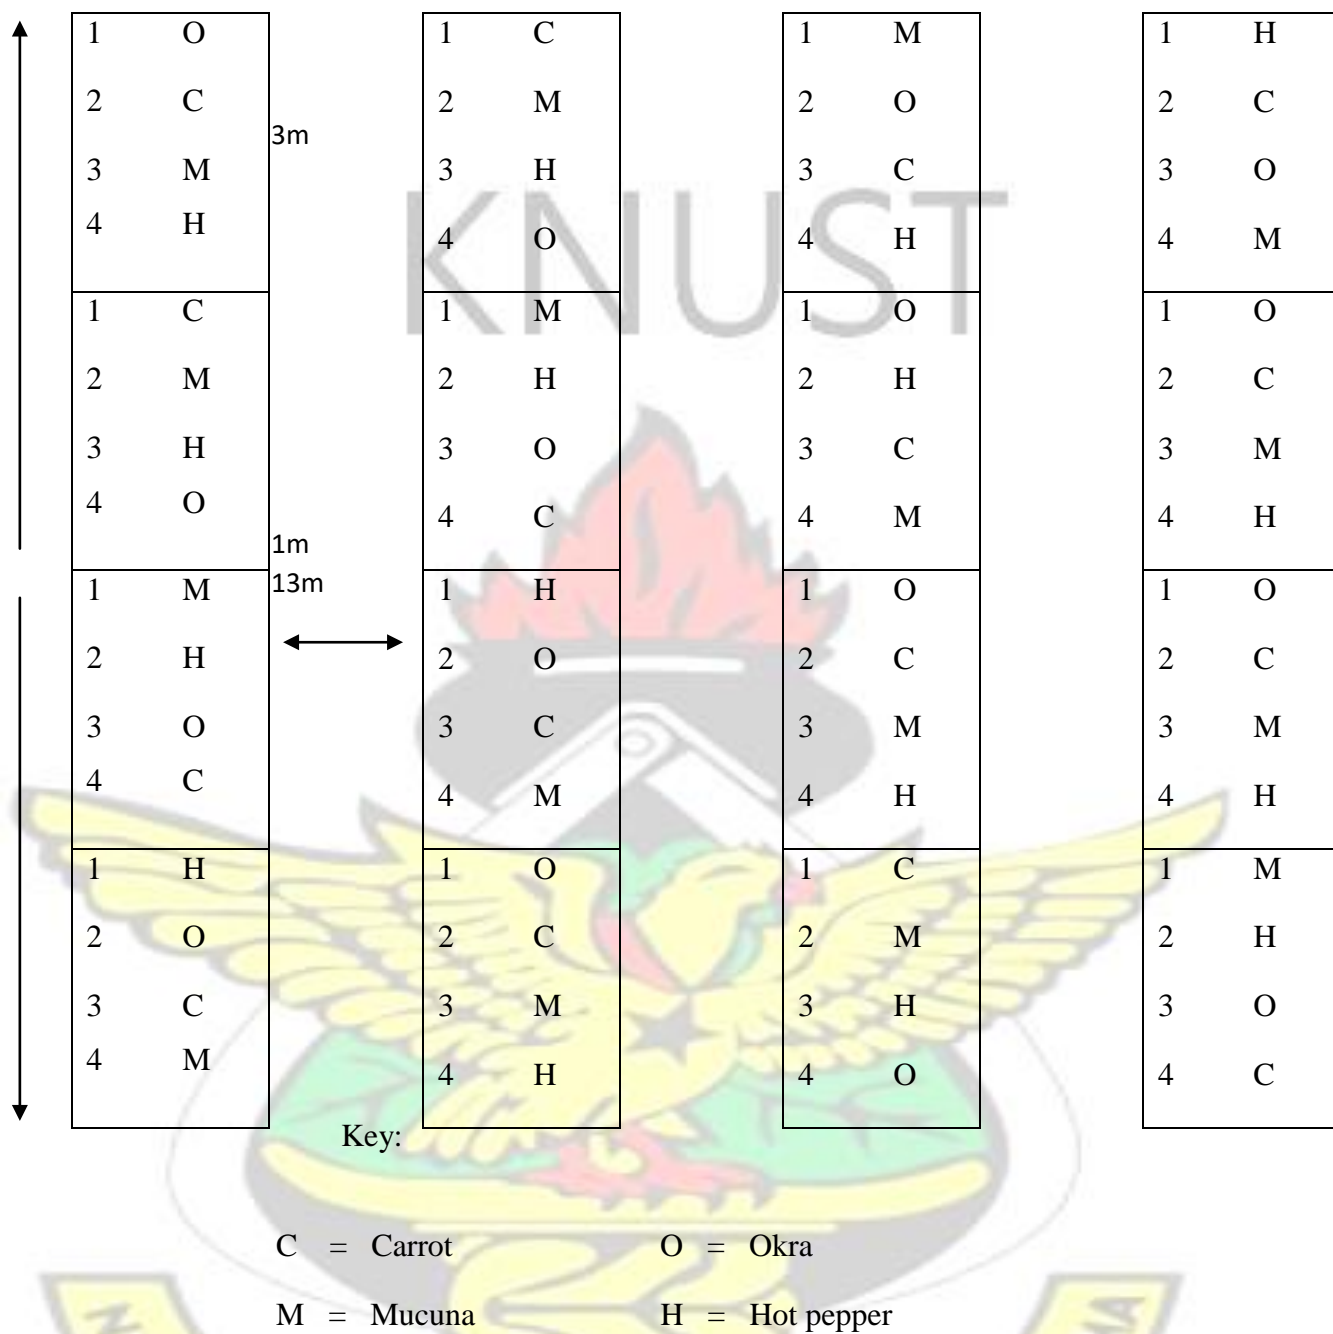 1 O 1 C 1 M 1 H
2 C 2 M 2 O 2 C
3m
3 M 3 H 3 C 3 O
4 H 4 O 4 H 4 M
KNUST
1 C 1 M 1 O 1 O
2 M 2 H 2 H 2 C
3 H 3 O 3 C 3 M
4 O 4 C 4 M 4 H
1m
1 M 13m 1 H 1 O 1 O
2 H 2 O 2 C 2 C
3 O 3 C 3 M 3 M
4 C 4 M 4 H 4 H
1 H 1 O 1 C 1 M
2 O 2 C 2 M 2 H
3 C 3 M 3 H 3 O
4 M 4 H 4 O 4 C
Key:
C = Carrot O = Okra
M = Mucuna H = Hot pepper